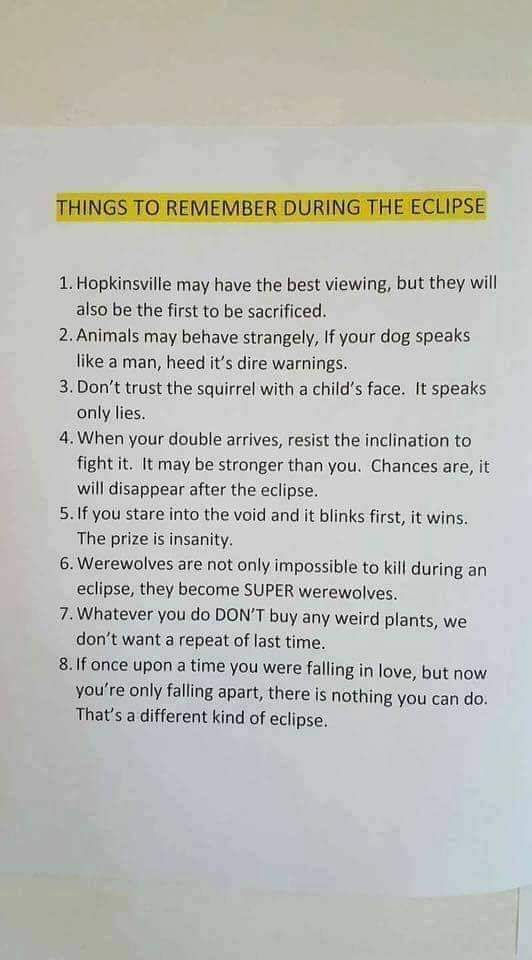 THINGS TO REMEMBER DURING THE ECLIPSE
1. Hopkinsville may have the best viewing, but they will
also be the first to be sacrificed.
2. Animals may behave strangely, If your dog speaks
like a man, heed it's dire warnings.
3. Don't trust the squirrel with a child's face. It speaks
only lies.
4. When your double arrives, resist the inclination to
fight it. It may be stronger than you. Chances are, it
will disappear after the eclipse.
5. If you stare into the void and it blinks first, it wins.
The prize is insanity.
6. Werewolves are not only impossible to kill during an
eclipse, they become SUPER werewolves.
7. Whatever you do DON'T buy any weird plants, we
don't want a repeat of last time.
8. If once upon a time you were falling in love, but now
you're only falling apart, there is nothing you can do.
That's a different kind of eclipse.